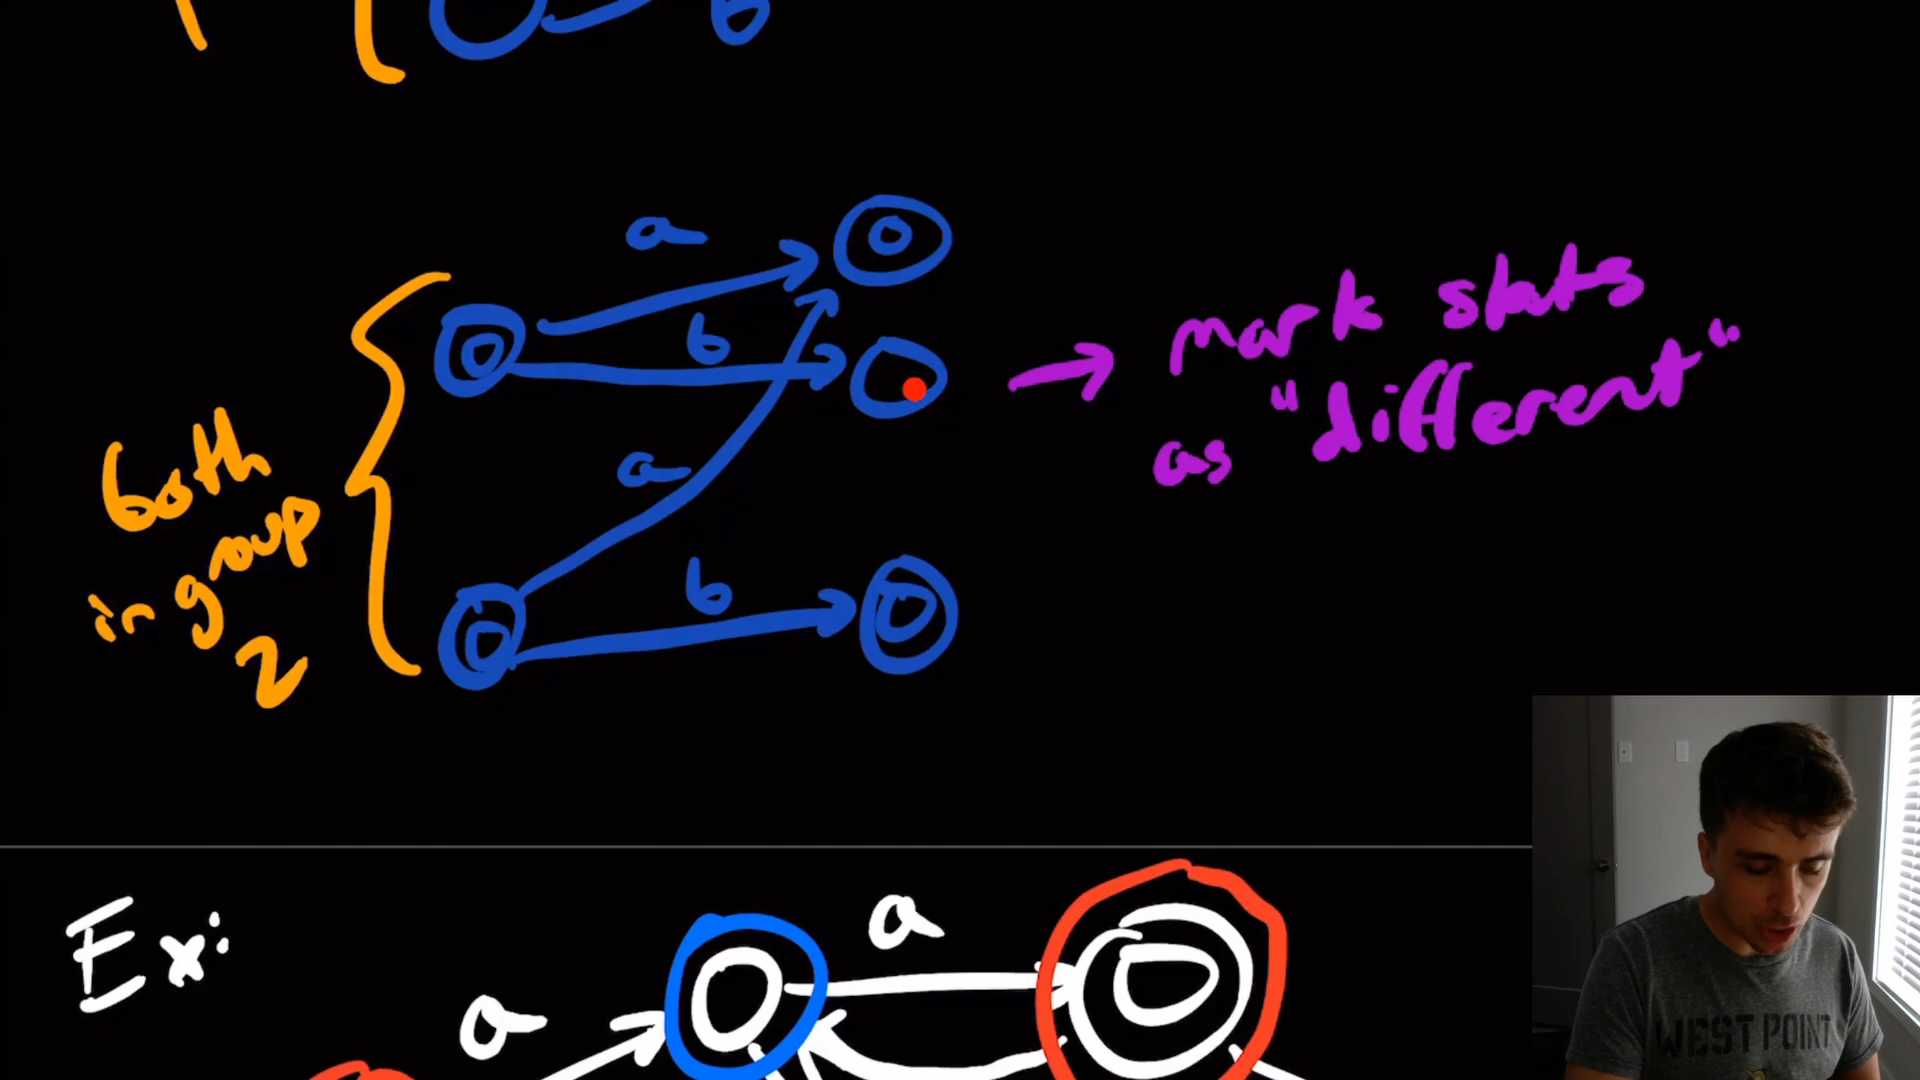 b
a
b
mark states
as "different"
both
in group
2
a
b
Ex:
a
a
WEST POINT